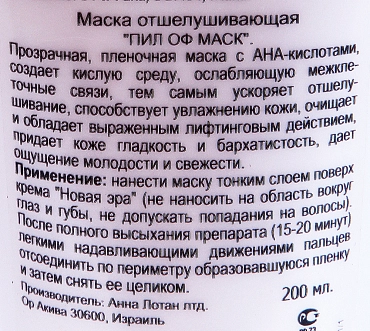 Маска отшелушивающая
"ПИЛ ОФ МАСК".
Прозрачная, пленочная маска с АНА-кислотами,
создает кислую среду, ослабляющую межкле-
точные связи, тем самым ускоряет отшелу-
шивание, способствует увлажнению кожи, очищает
и обладает выраженным лифтинговым действием,
придает коже гладкость и бархатистость, дает
ощущение молодости и свежести.
Применение: нанести маску тонким слоем поверх
крема "Новая эра" (не наносить на область вокруг
глаз и губы, не допускать попадания на волосы).
После полного высыхания препарата (15-20 минут)
легкими надавливающими движениями пальцев
отсоединить по периметру образовавшуюся пленку
и затем снять ее целиком.
Производитель: Анна Лотан лтд.
Ор Акива 30600, Израиль
200 мл.